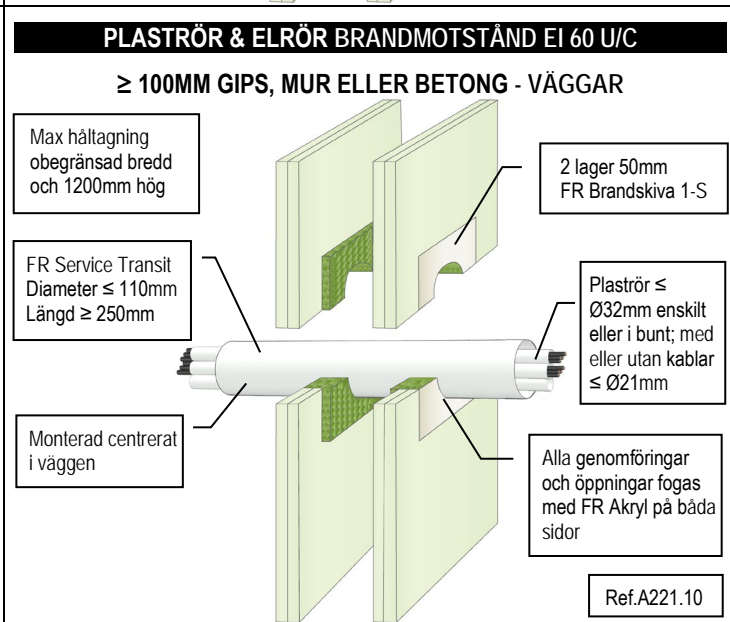 PLASTRÖR & ELRÖR BRANDMOTSTÅND EI 60 U/C
≥ 100MM GIPS, MUR ELLER BETONG - VÄGGAR
Max håltagning
obegränsad bredd
och 1200mm hög
2 lager 50mm
FR Brandskiva 1-S
FR Service Transit
Diameter ≤ 110mm
Längd ≥ 250mm
Plaströr ≤
Ø32mm enskilt
eller i bunt; med
eller utan kablar
≤ Ø21mm
Monterad centrerat
i väggen
Alla genomföringar
och öppningar fogas
med FR Akryl på båda
sidor
Ref.A221.10